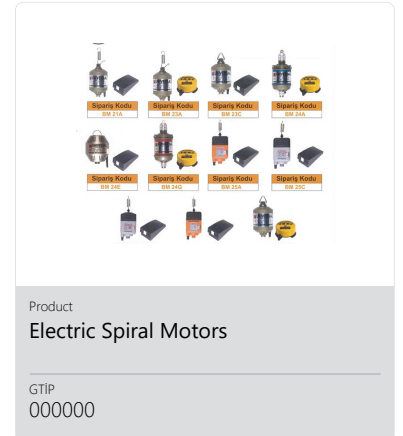 Sipariş Kodu Sipariş Kodu Sipariş Kodu Sipariş Kodu
BM 21A BM 23A BM 23C BM 24A
Sipariş Kodu Sipariş Kodu Sipariş Kodu Sipariş Kodu
BM 24E BM 24G BM 25A BM 25C
Product
Electric Spiral Motors
GTİP
000000